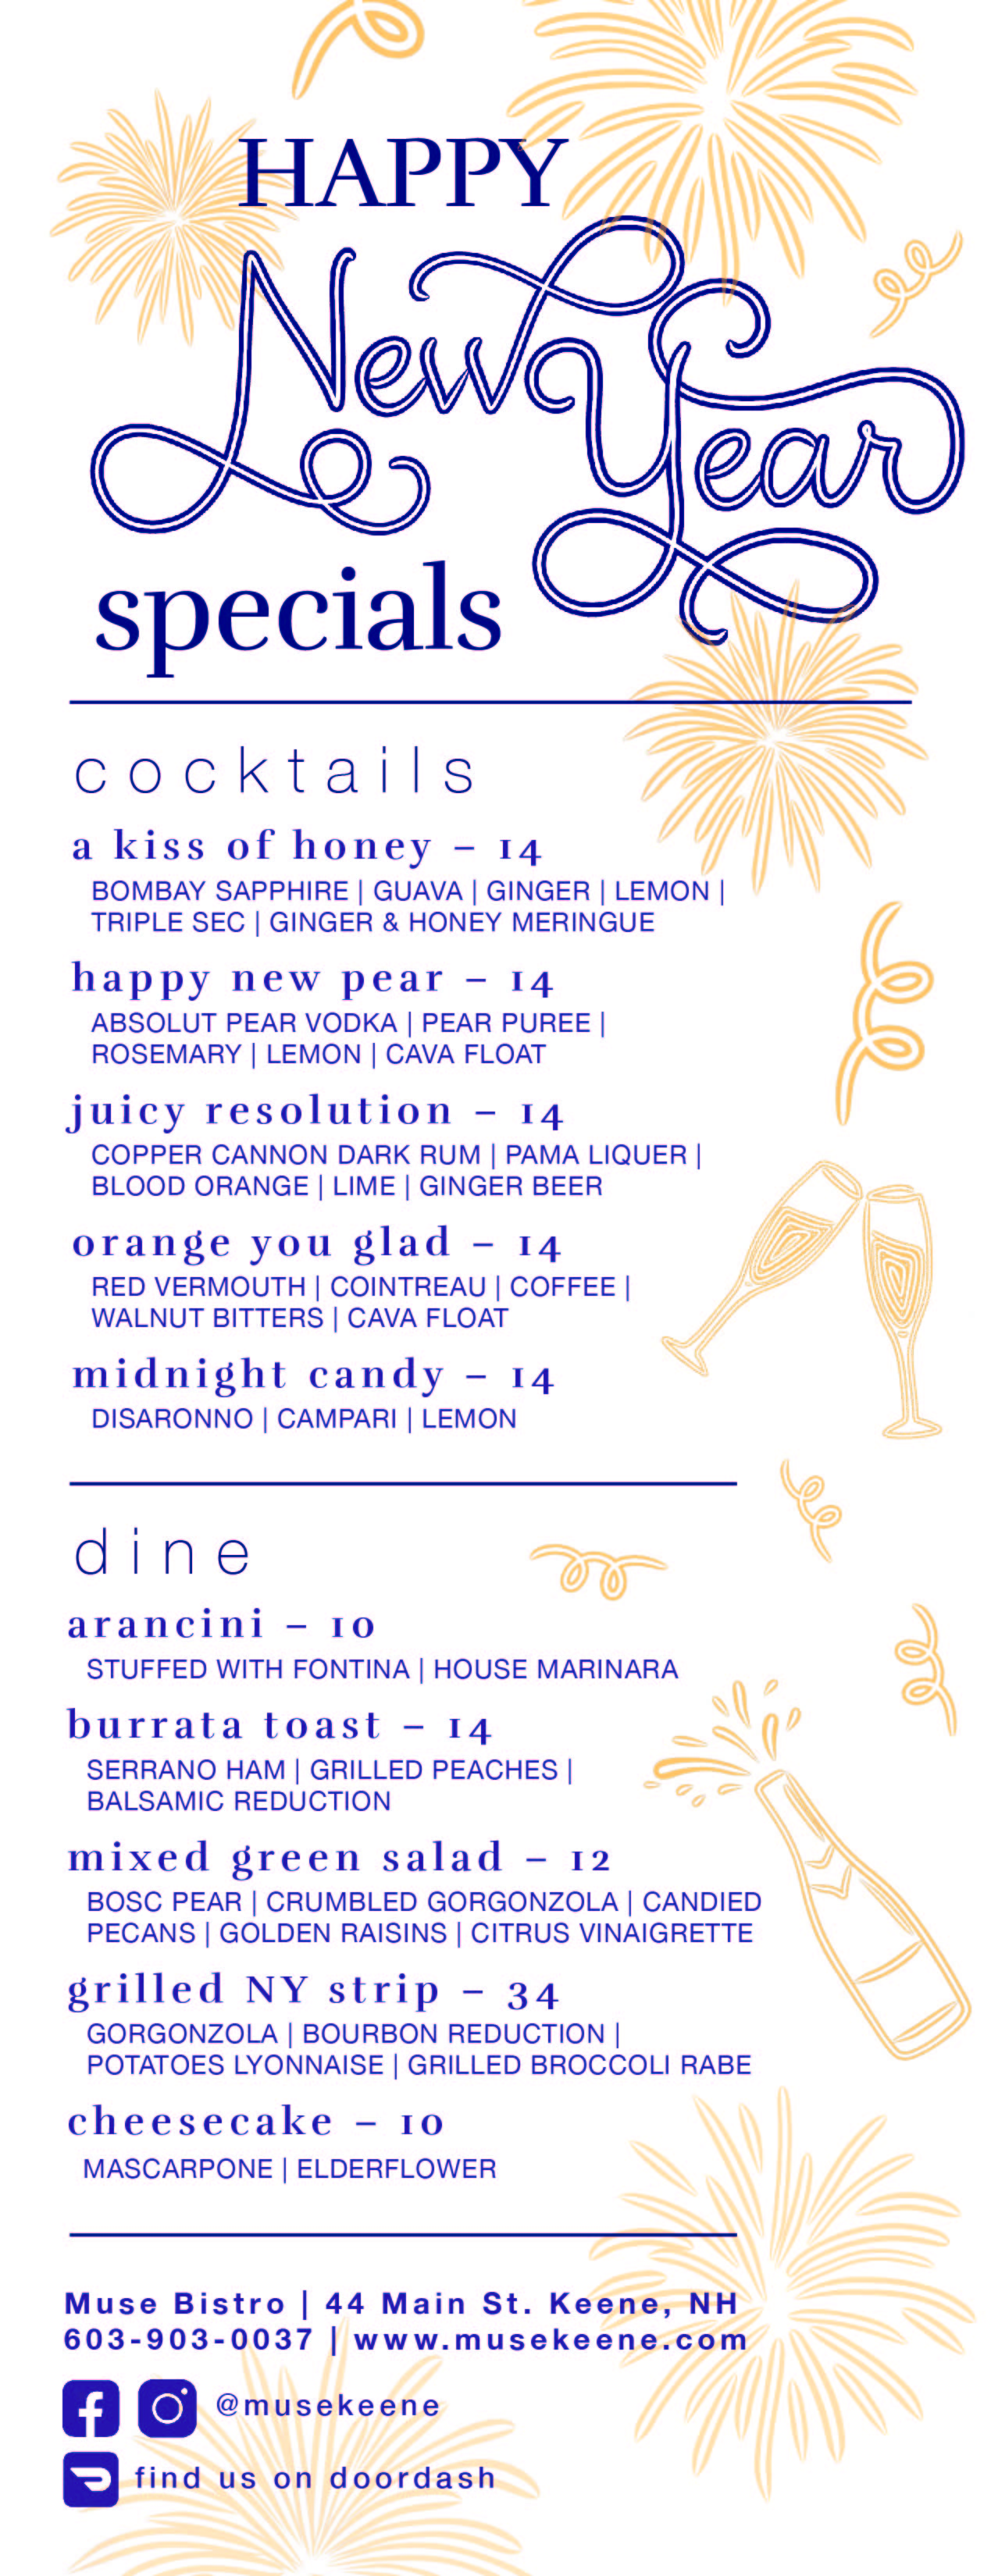 HAPPY
New Year
specials
cocktails
a kiss of honey – 14
BOMBAY SAPPHIRE | GUAVA | GINGER | LEMON |
TRIPLE SEC | GINGER & HONEY MERINGUE
happy new pear – 14
ABSOLUT PEAR VODKA | PEAR PUREE |
ROSEMARY | LEMON | CAVA FLOAT
juicy resolution – 14
COPPER CANNON DARK RUM | PAMA LIQUER |
BLOOD ORANGE | LIME | GINGER BEER
orange you glad – 14
RED VERMOUTH | COINTREAU | COFFEE |
WALNUT BITTERS | CAVA FLOAT
midnight candy – 14
DISARONNO | CAMPARI | LEMON
dine
arancini – 10
STUFFED WITH FONTINA | HOUSE MARINARA
burrata toast – 14
SERRANO HAM | GRILLED PEACHES |
BALSAMIC REDUCTION
mixed green salad – 12
BOSC PEAR | CRUMBLED GORGONZOLA | CANDIED
PECANS | GOLDEN RAISINS | CITRUS VINAIGRETTE
grilled NY strip – 34
GORGONZOLA | BOURBON REDUCTION |
POTATOES LYONNAISE | GRILLED BROCCOLI RABE
cheesecake – 10
MASCARPONE | ELDERFLOWER
Muse Bistro | 44 Main St. Keene, NH
603-903-0037 | www.musekeene.com
@musekeene
find us on doordash